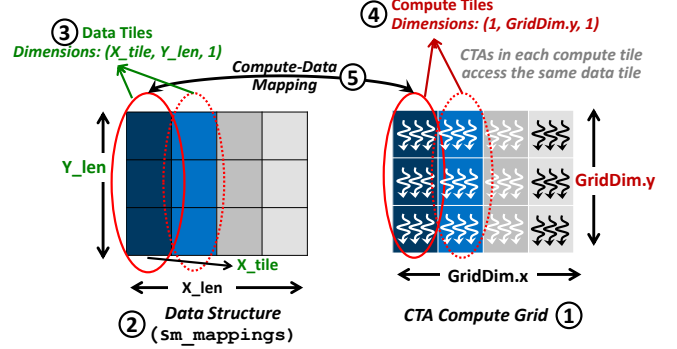 ③ Data Tiles
Dimensions: (X_tile, Y_len, 1)
④ Compute Tiles
Dimensions: (1, GridDim.y, 1)
CTAs in each compute tile
access the same data tile
Compute-Data
Mapping
⑤
Y_len
GridDim.y
X_tile
X_len
GridDim.x
② Data Structure
(sm_mappings)
CTA Compute Grid ①